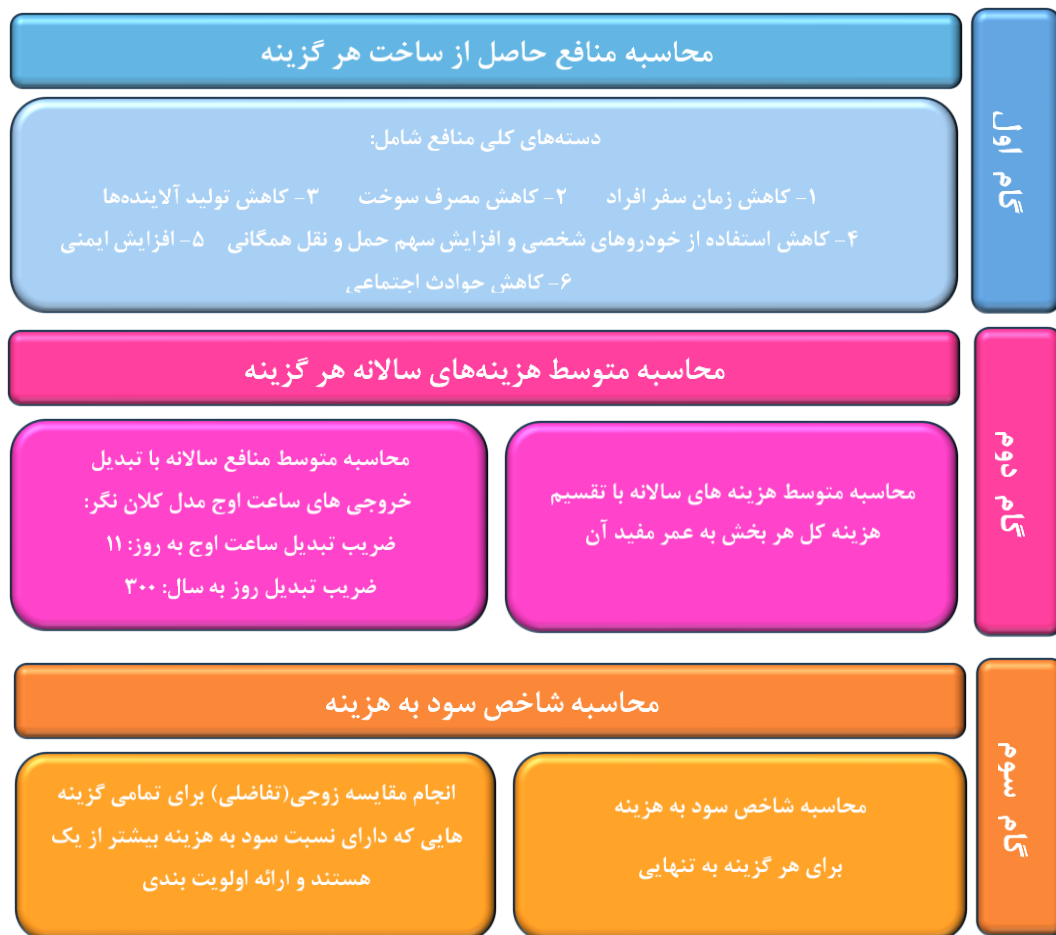 گام اول
محاسبه منافع حاصل از ساخت هر گزینه
دسته‌های کلی منافع شامل:
۱- کاهش زمان سفر افراد ۲- کاهش مصرف سوخت ۳- کاهش تولید آلاینده‌ها
۴- کاهش استفاده از خودروهای شخصی و افزایش سهم حمل و نقل همگانی ۵- افزایش ایمنی
۶- کاهش حوادث اجتماعی
گام دوم
محاسبه متوسط هزینه‌های سالانه هر گزینه
محاسبه متوسط هزینه های سالانه با تقسیم
هزینه کل هر بخش به عمر مفید آن
محاسبه متوسط منافع سالانه با تبدیل
خروجی های ساعت اوج مدل کلان نگر:
ضریب تبدیل ساعت اوج به روز: ۱۱
ضریب تبدیل روز به سال: ۳۰۰
گام سوم
محاسبه شاخص سود به هزینه
محاسبه شاخص سود به هزینه
برای هر گزینه به تنهایی
انجام مقایسه زوجی(تفاضلی) برای تمامی گزینه
هایی که دارای نسبت سود به هزینه بیشتر از یک
هستند و ارائه اولویت بندی